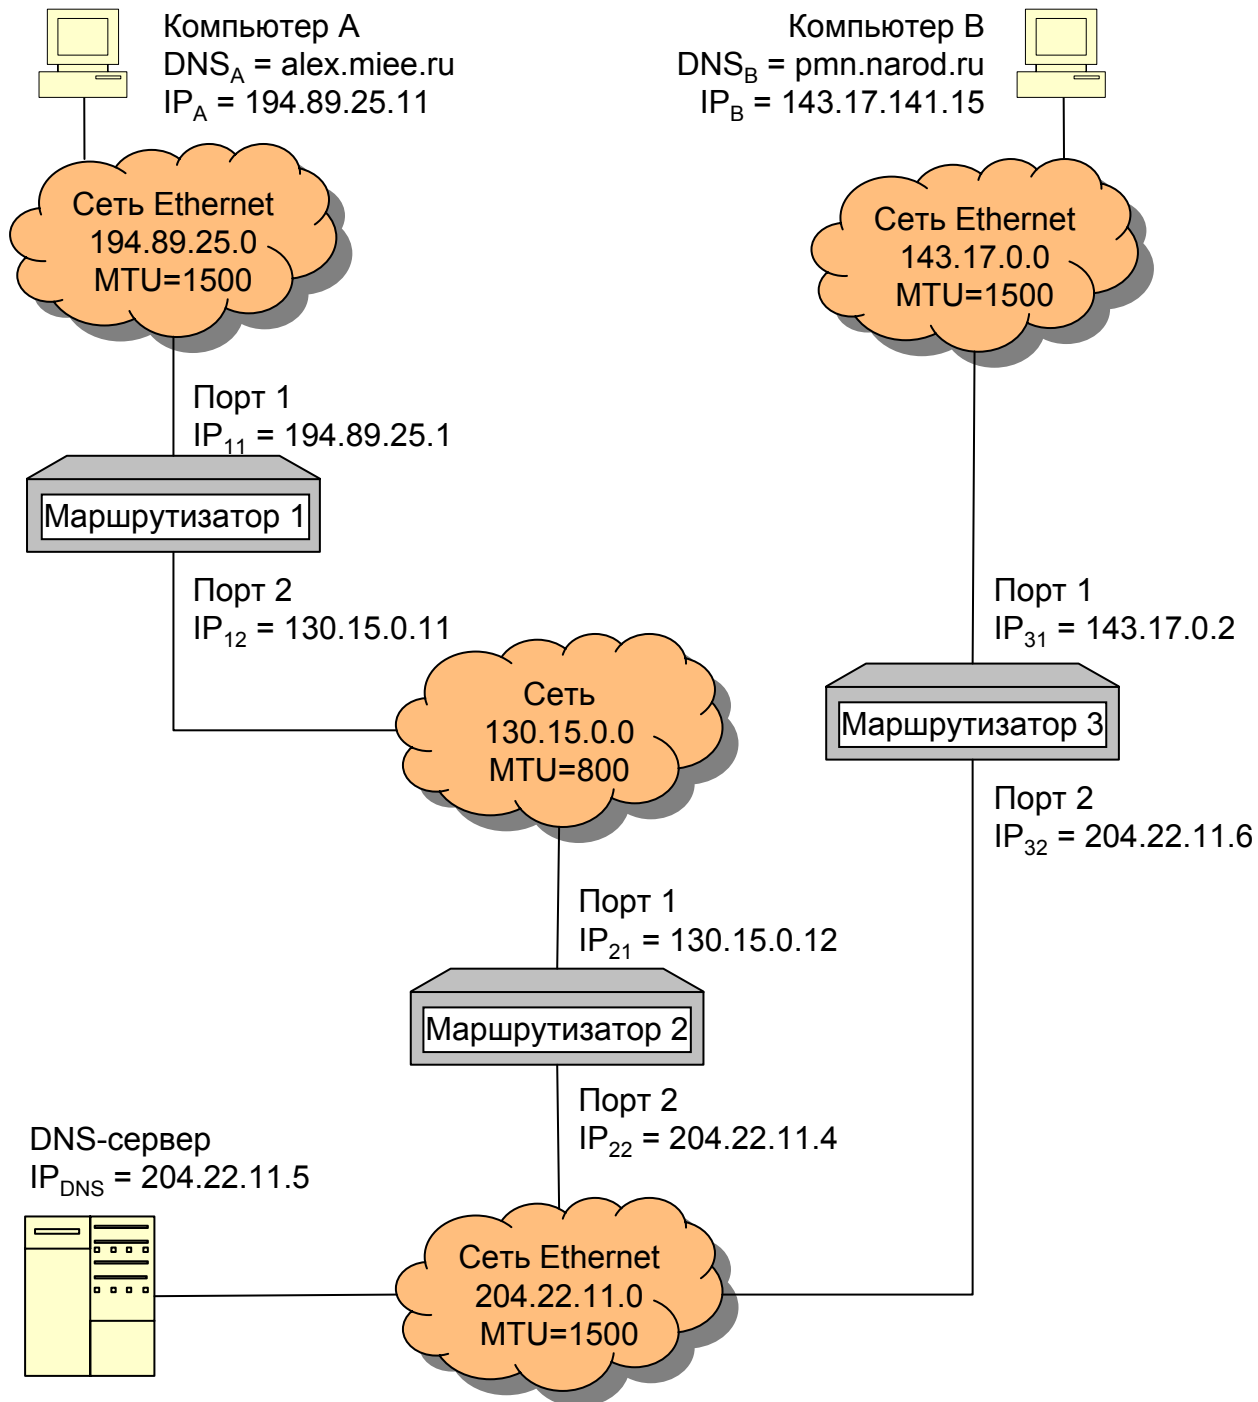 Компьютер А
DNSA = alex.miee.ru
IPA = 194.89.25.11
Компьютер В
DNSB = pmn.narod.ru
IPB = 143.17.141.15
Сеть Ethernet
194.89.25.0
MTU=1500
Сеть Ethernet
143.17.0.0
MTU=1500
Порт 1
IP11 = 194.89.25.1
Маршрутизатор 1
Порт 2
IP12 = 130.15.0.11
Порт 1
IP31 = 143.17.0.2
Сеть
130.15.0.0
MTU=800
Маршрутизатор 3
Порт 2
IP32 = 204.22.11.6
Порт 1
IP21 = 130.15.0.12
Маршрутизатор 2
Порт 2
IP22 = 204.22.11.4
DNS-сервер
IPDNS = 204.22.11.5
Сеть Ethernet
204.22.11.0
MTU=1500